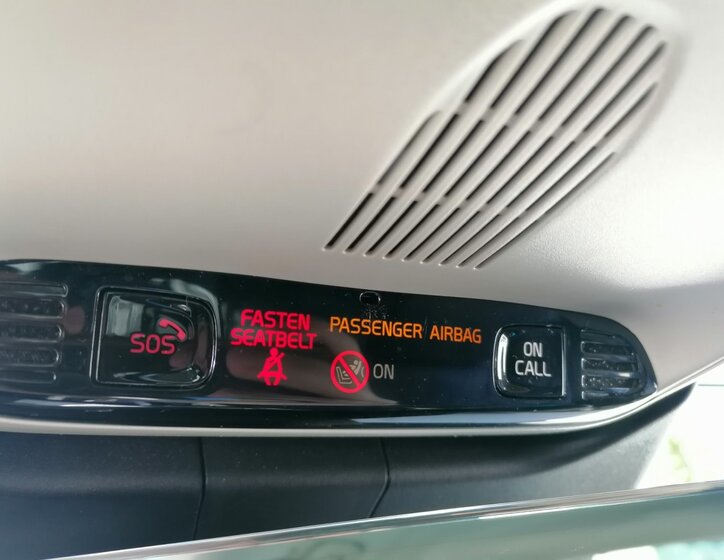 SOS
FASTEN
SEATBELT
PASSENGER AIRBAG
ON
ON
CALL